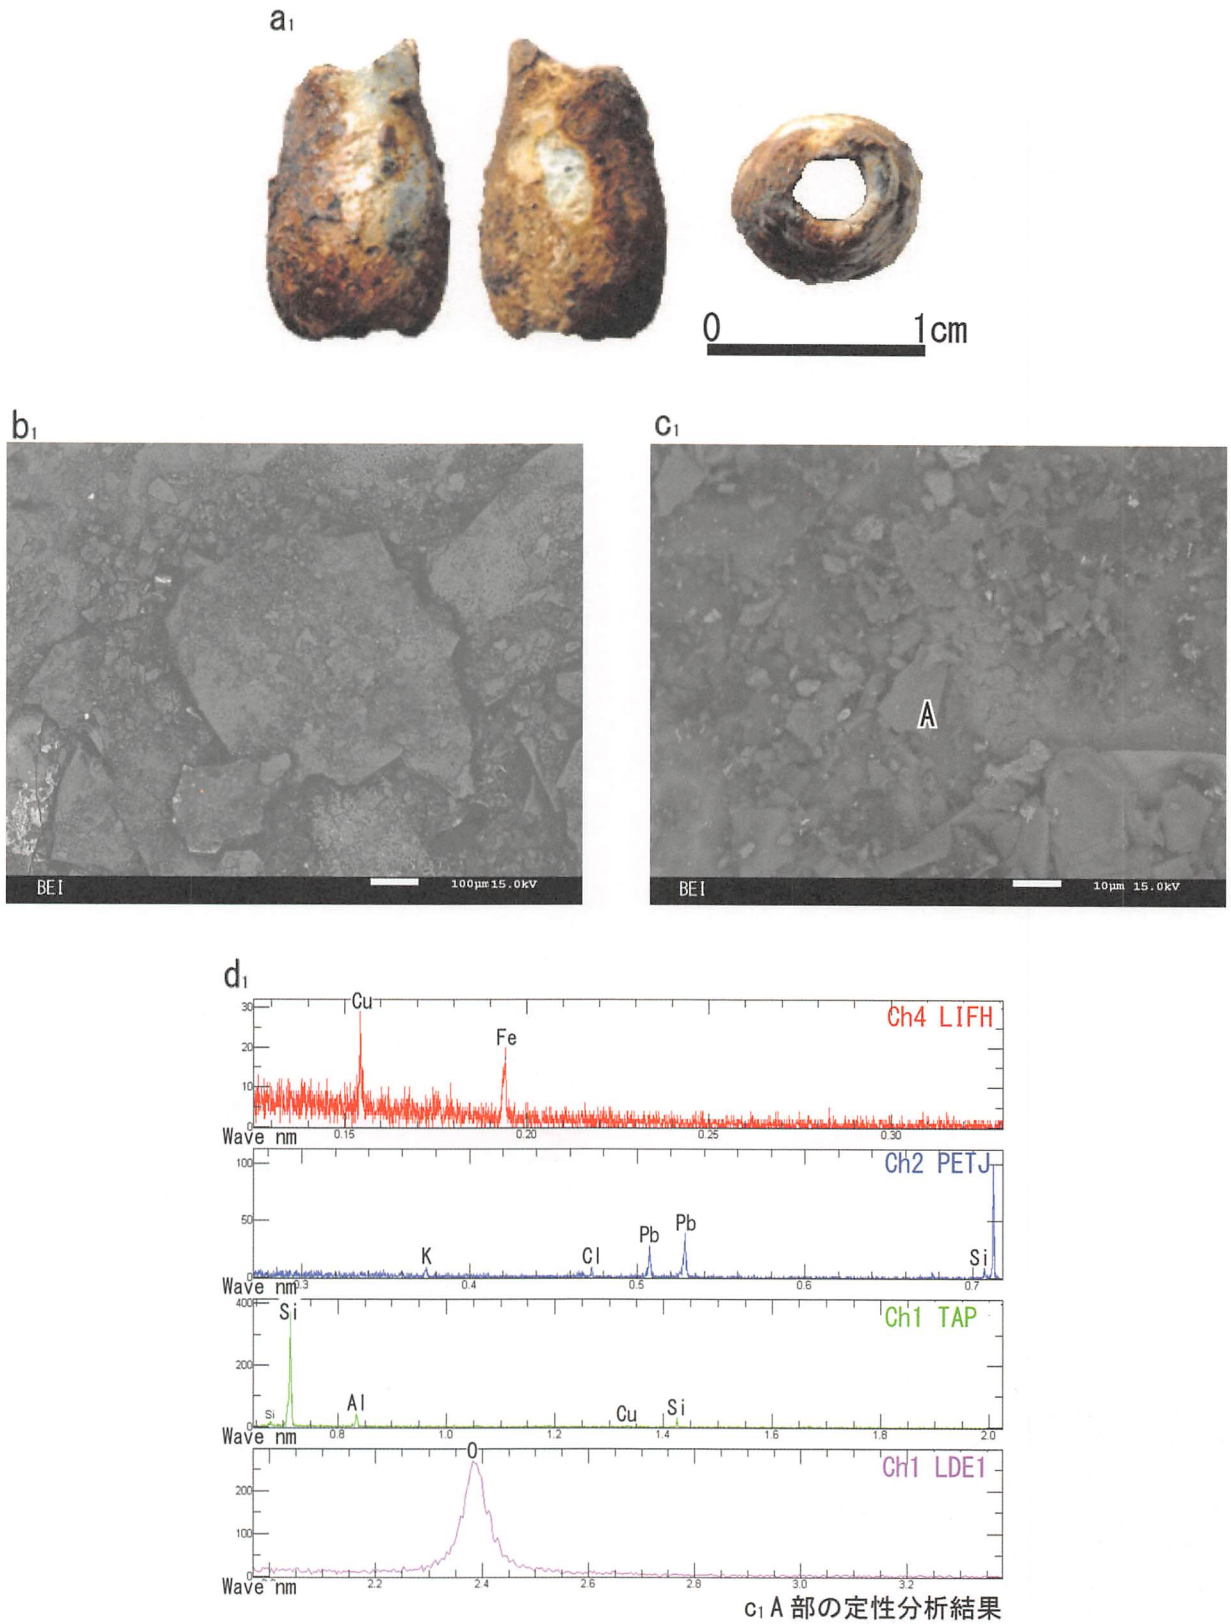 a1
0 1cm
b1 c1
BEI 100μm 15.0kV
A
BEI 10μm 15.0kV
d1
Cu
30 Ch4 LIFH
Fe
20
10
0
Wave nm 0.15 0.20 0.25 0.30
100 Ch2 PETJ
50
K Cl Pb Pb Si
Wave nm 0.3 0.4 0.5 0.6 0.7
400 Si Ch1 TAP
200
Si Al Cu Si
0
Wave nm 0.8 1.0 1.2 1.4 1.6 1.8 2.0
O Ch1 LDE1
200
100
0
Wave nm 2.2 2.4 2.6 2.8 3.0 3.2
c1 A 部の定性分析結果